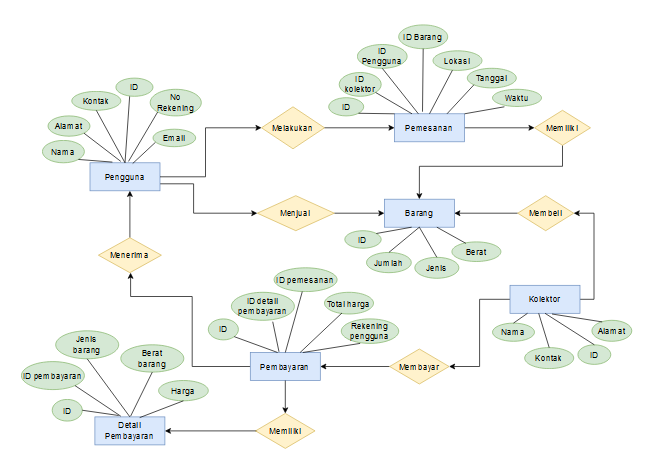 ID Barang
ID
Pengguna
Lokasi
ID
kolektor
Tanggal
ID
Waktu
ID
Kontak
No
Rekening
Alamat
Email
Nama
Melakukan
Pemesanan
Memiliki
Pengguna
Menjual
Barang
Membeli
ID
Berat
Jumlah
Jenis
Menerima
ID pemesanan
Kolektor
ID detail
pembayaran
Total harga
ID
Rekening
pengguna
Nama
Alamat
Kontak
ID
Jenis
barang
Berat
barang
Pembayaran
Membayar
ID pembayaran
Harga
ID
Detail
Pembayaran
Memiliki